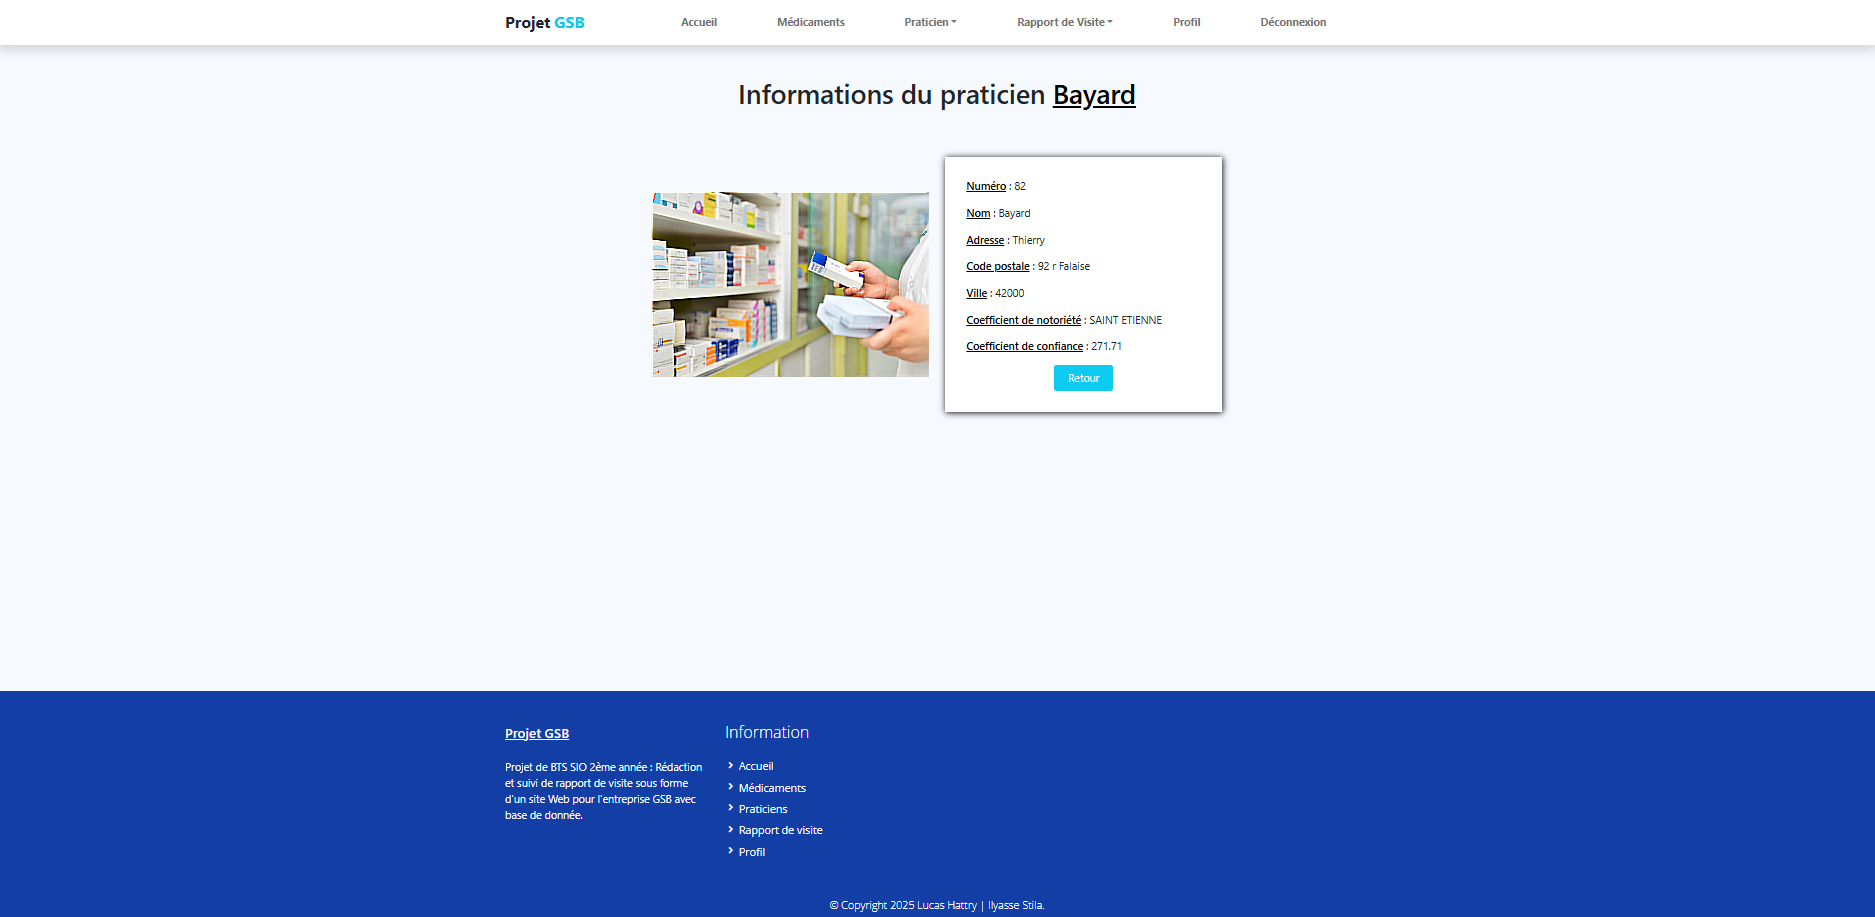 Projet GSB
Accueil
Médicaments
Praticien
Rapport de Visite
Profil
Déconnexion
Informations du praticien Bayard
Numéro : 82
Nom : Bayard
Adresse : Thierry
Code postale : 92 r Falaise
Ville : 42000
Coefficient de notoriété : SAINT ETIENNE
Coefficient de confiance : 271.71
Retour
Projet GSB
Projet de BTS SIO 2ème année : Rédaction
et suivi de rapport de visite sous forme
d'un site Web pour l'entreprise GSB avec
base de donnée.
Information
Accueil
Médicaments
Praticiens
Rapport de visite
Profil
© Copyright 2025 Lucas Hattry | Ilyasse Stila.